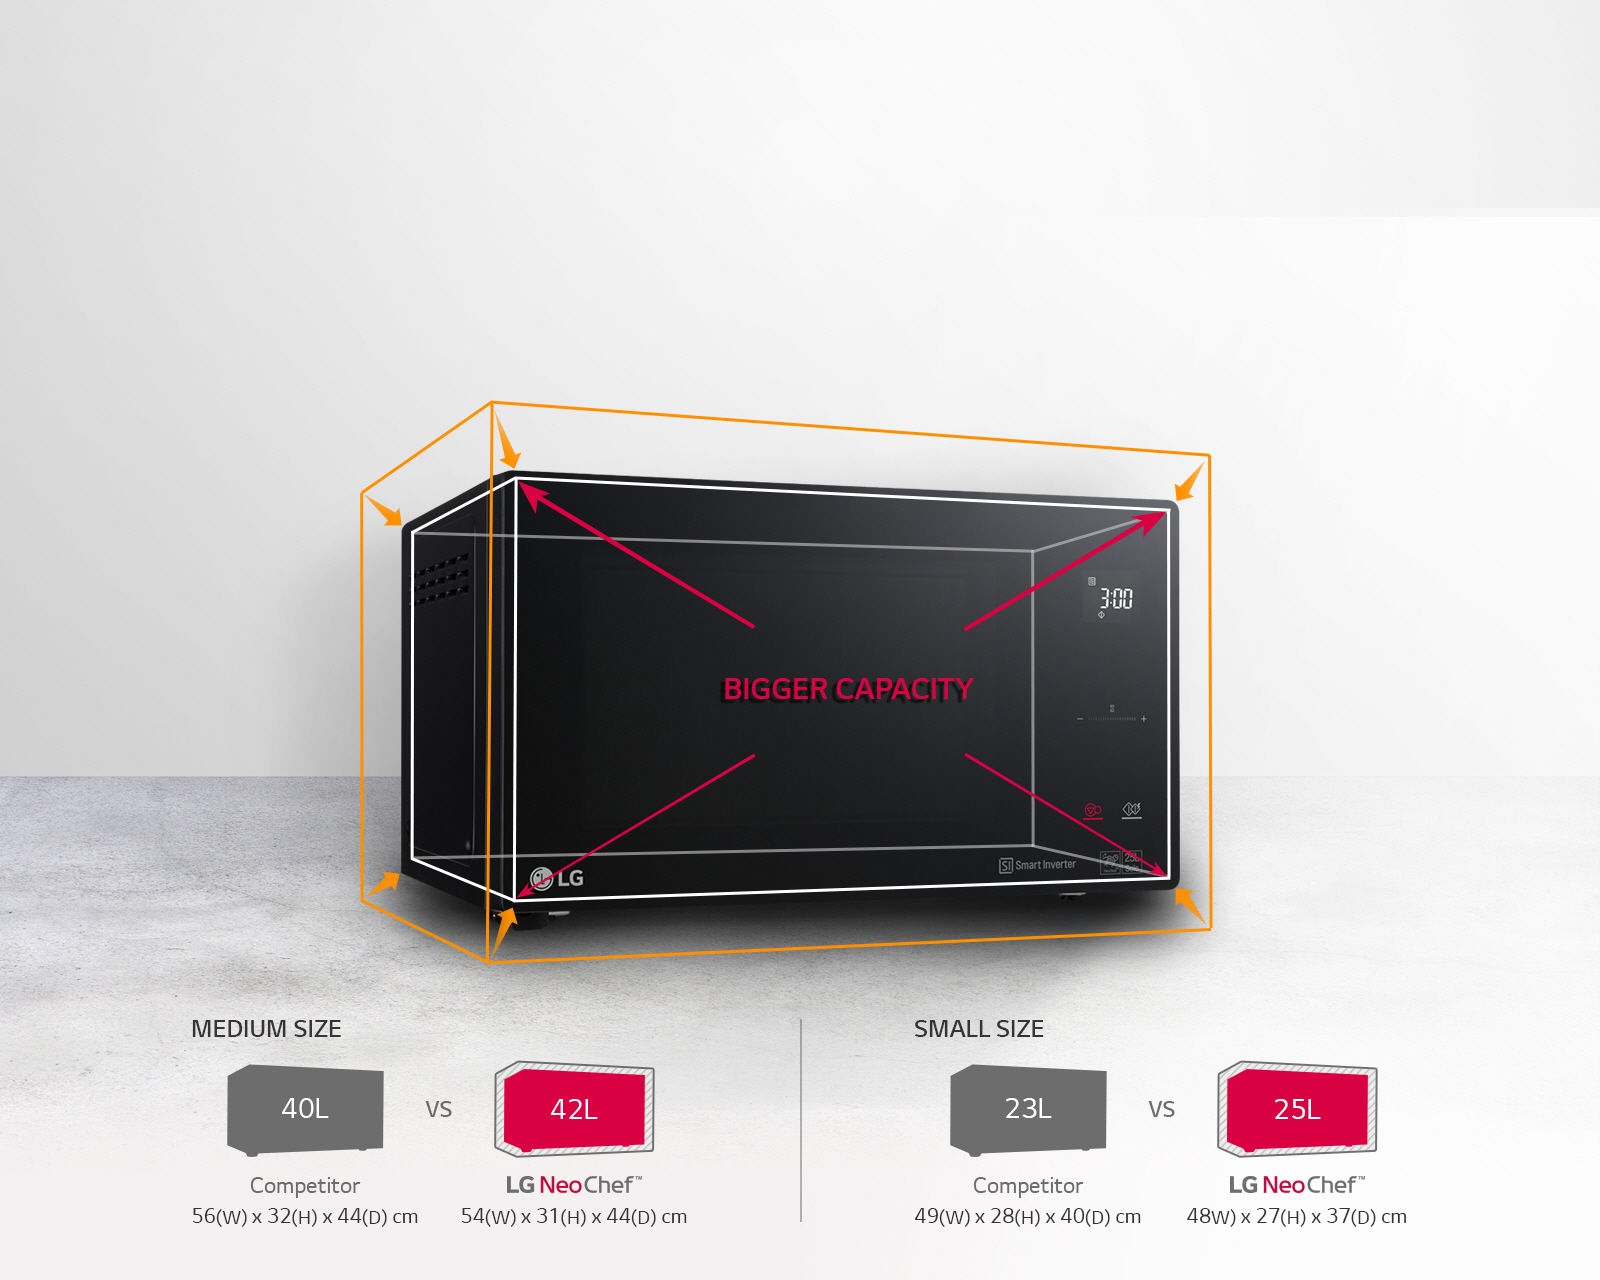 3:00
BIGGER CAPACITY
- +
LG
SI Smart Inverter
25L
MEDIUM SIZE
40L
VS
42L
Competitor
LG NeoChef™
56(W) x 32(H) x 44(D) cm
54(W) x 31(H) x 44(D) cm
SMALL SIZE
23L
VS
25L
Competitor
LG NeoChef™
49(W) x 28(H) x 40(D) cm
48W) x 27(H) x 37(D) cm